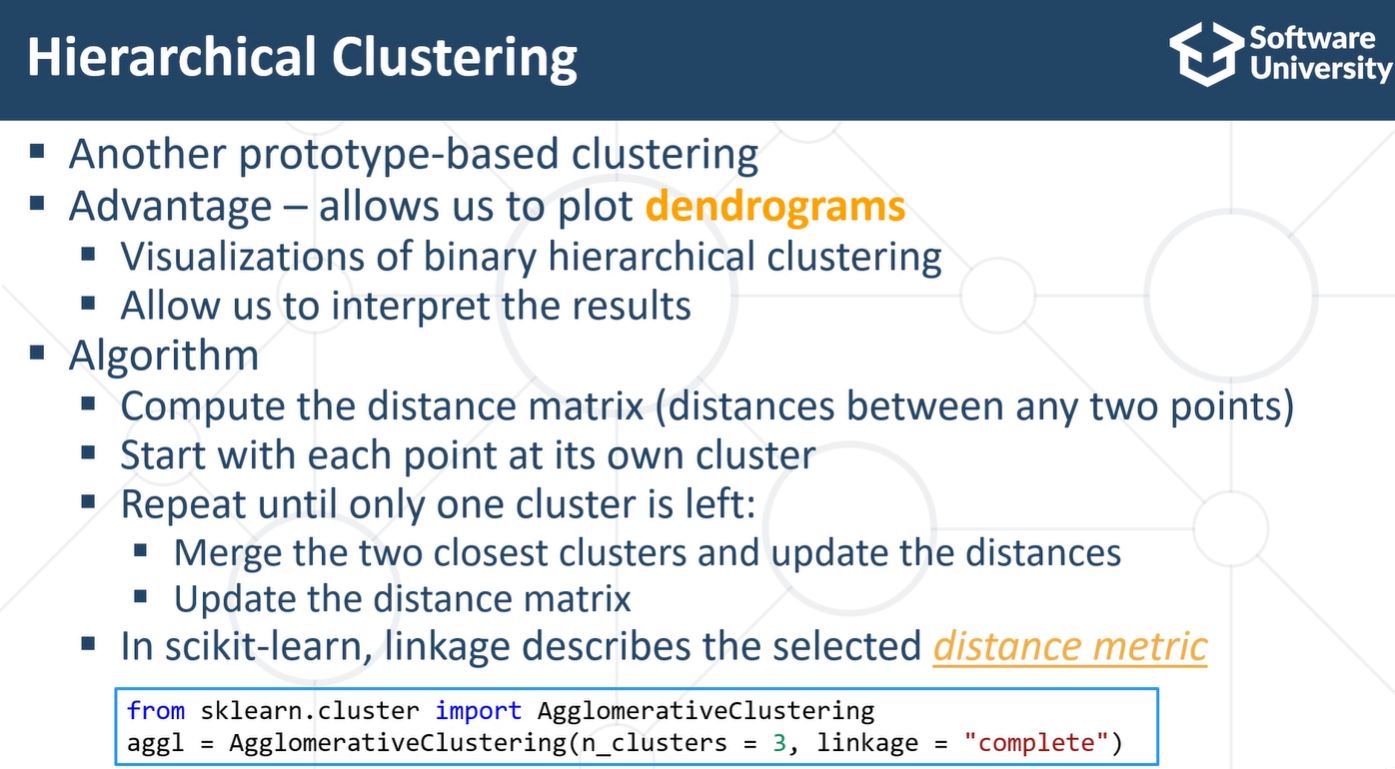 Hierarchical Clustering
Software
University
▪ Another prototype-based clustering
▪ Advantage – allows us to plot dendrograms
▪ Visualizations of binary hierarchical clustering
▪ Allow us to interpret the results
▪ Algorithm
▪ Compute the distance matrix (distances between any two points)
▪ Start with each point at its own cluster
▪ Repeat until only one cluster is left:
▪ Merge the two closest clusters and update the distances
▪ Update the distance matrix
▪ In scikit-learn, linkage describes the selected distance metric
from sklearn.cluster import AgglomerativeClustering
aggl = AgglomerativeClustering(n_clusters = 3, linkage = "complete")